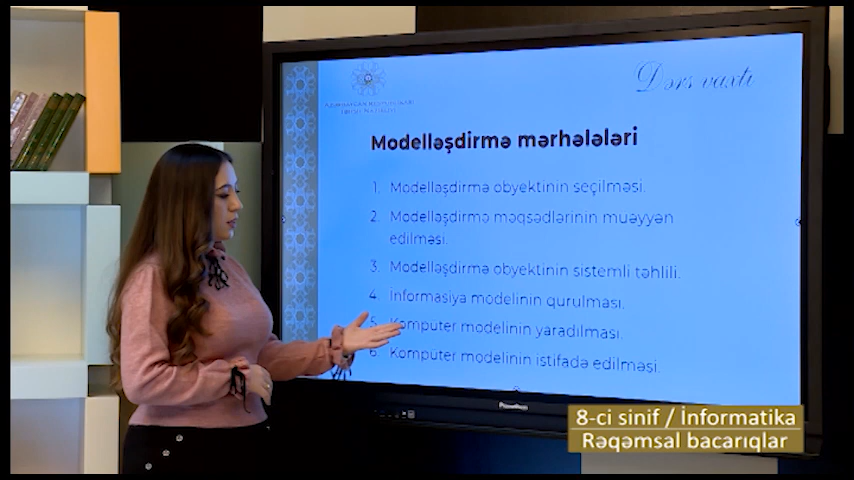 Dərs vaxtı
Modelləşdirmə mərhələləri
1. Modelləşdirmə obyektinin seçilməsi.
2. Modelləşdirmə məqsədlərinin müəyyən
edilməsi.
3. Modelləşdirmə obyektinin sistemli təhlili.
4. İnformasiya modelinin qurulması.
5. Kompüter modelinin yaradılması.
6. Kompüter modelinin istifadə edilməsi.
8-ci sinif / İnformatika
Rəqəmsal bacarıqlar